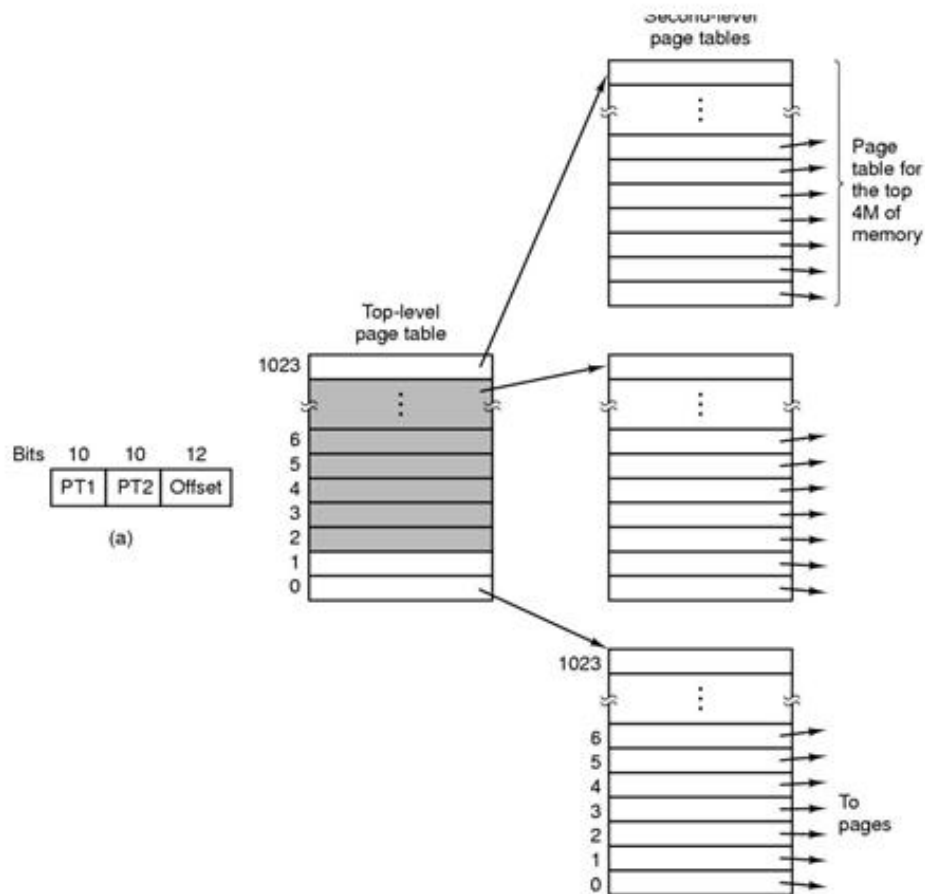 Second-level
page tables
Page
table for
the top
4M of
memory
Top-level
page table
1023
6
5
4
3
2
1
0
Bits 10 10 12
PT1 PT2 Offset
(a)
1023
6
5
4
3
2
1
0
To
pages